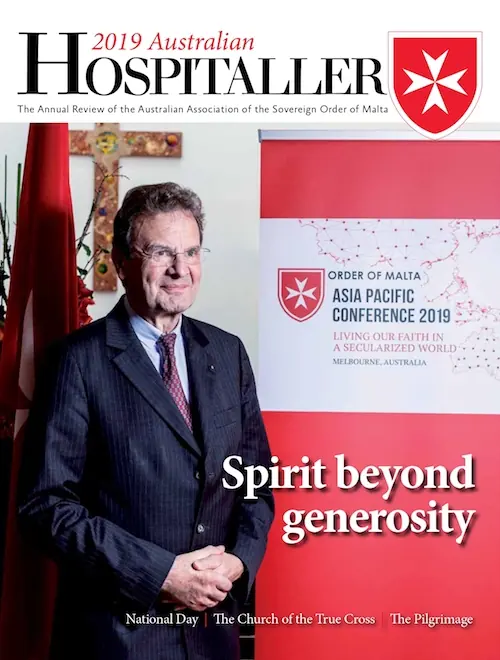 2019 Australian
HOSPITALLER
The Annual Review of the Australian Association of the Sovereign Order of Malta
ORDER OF MALTA
ASIA PACIFIC
CONFERENCE 2019
LIVING OUR FAITH IN
A SECULARIZED WORLD
MELBOURNE, AUSTRALIA
Spirit beyond
generosity
National Day | The Church of the True Cross | The Pilgrimage